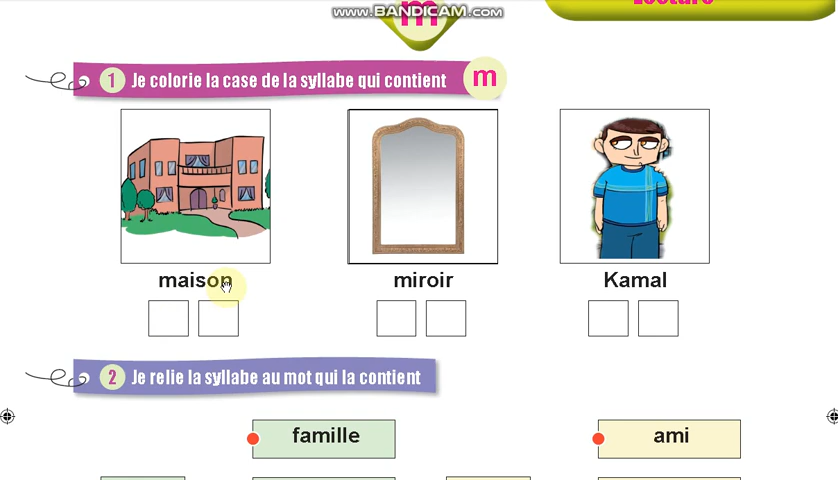 www.BANDICAM.com
m
Lecture
1 Je colorie la case de la syllabe qui contient m
maison
miroir
Kamal
2 Je relie la syllabe au mot qui la contient
famille
ami